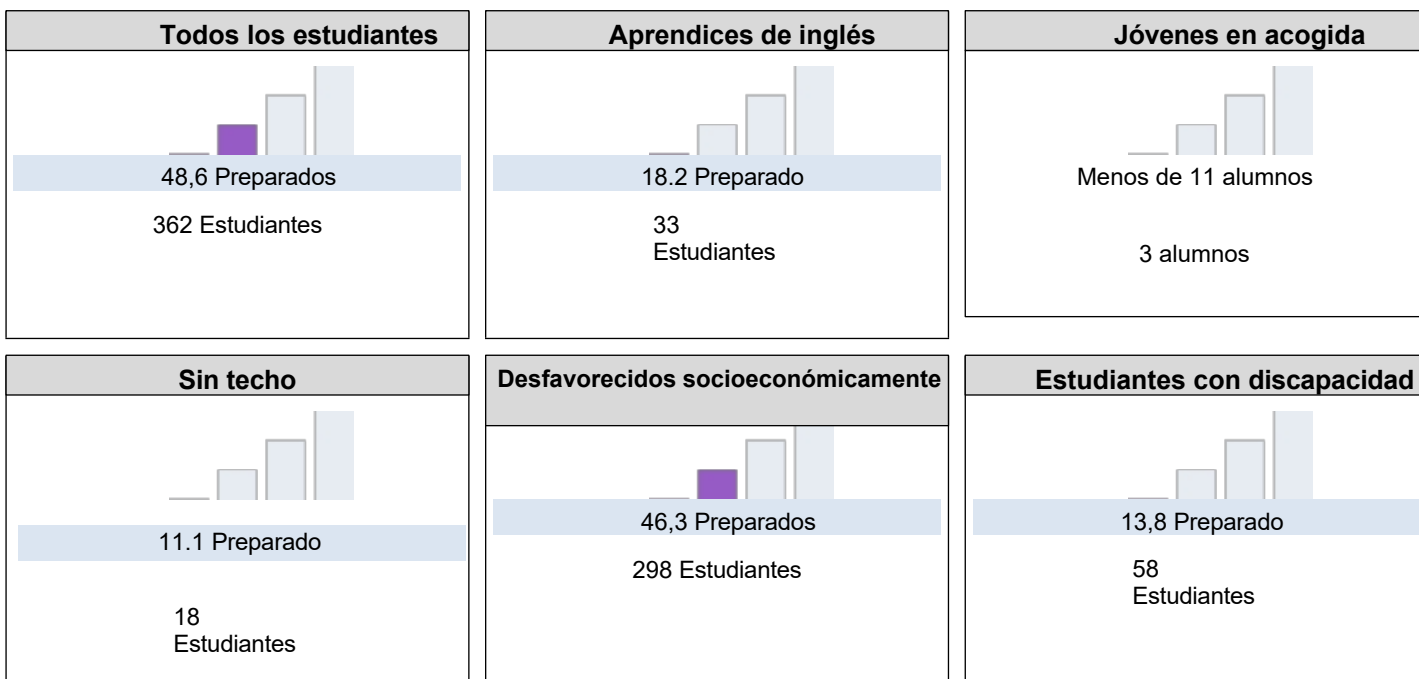 Todos los estudiantes
48,6 Preparados
362 Estudiantes
Aprendices de inglés
18.2 Preparado
33
Estudiantes
Jóvenes en acogida
Menos de 11 alumnos
3 alumnos
Sin techo
11.1 Preparado
18
Estudiantes
Desfavorecidos socioeconómicamente
46,3 Preparados
298 Estudiantes
Estudiantes con discapacidad
13,8 Preparado
58
Estudiantes